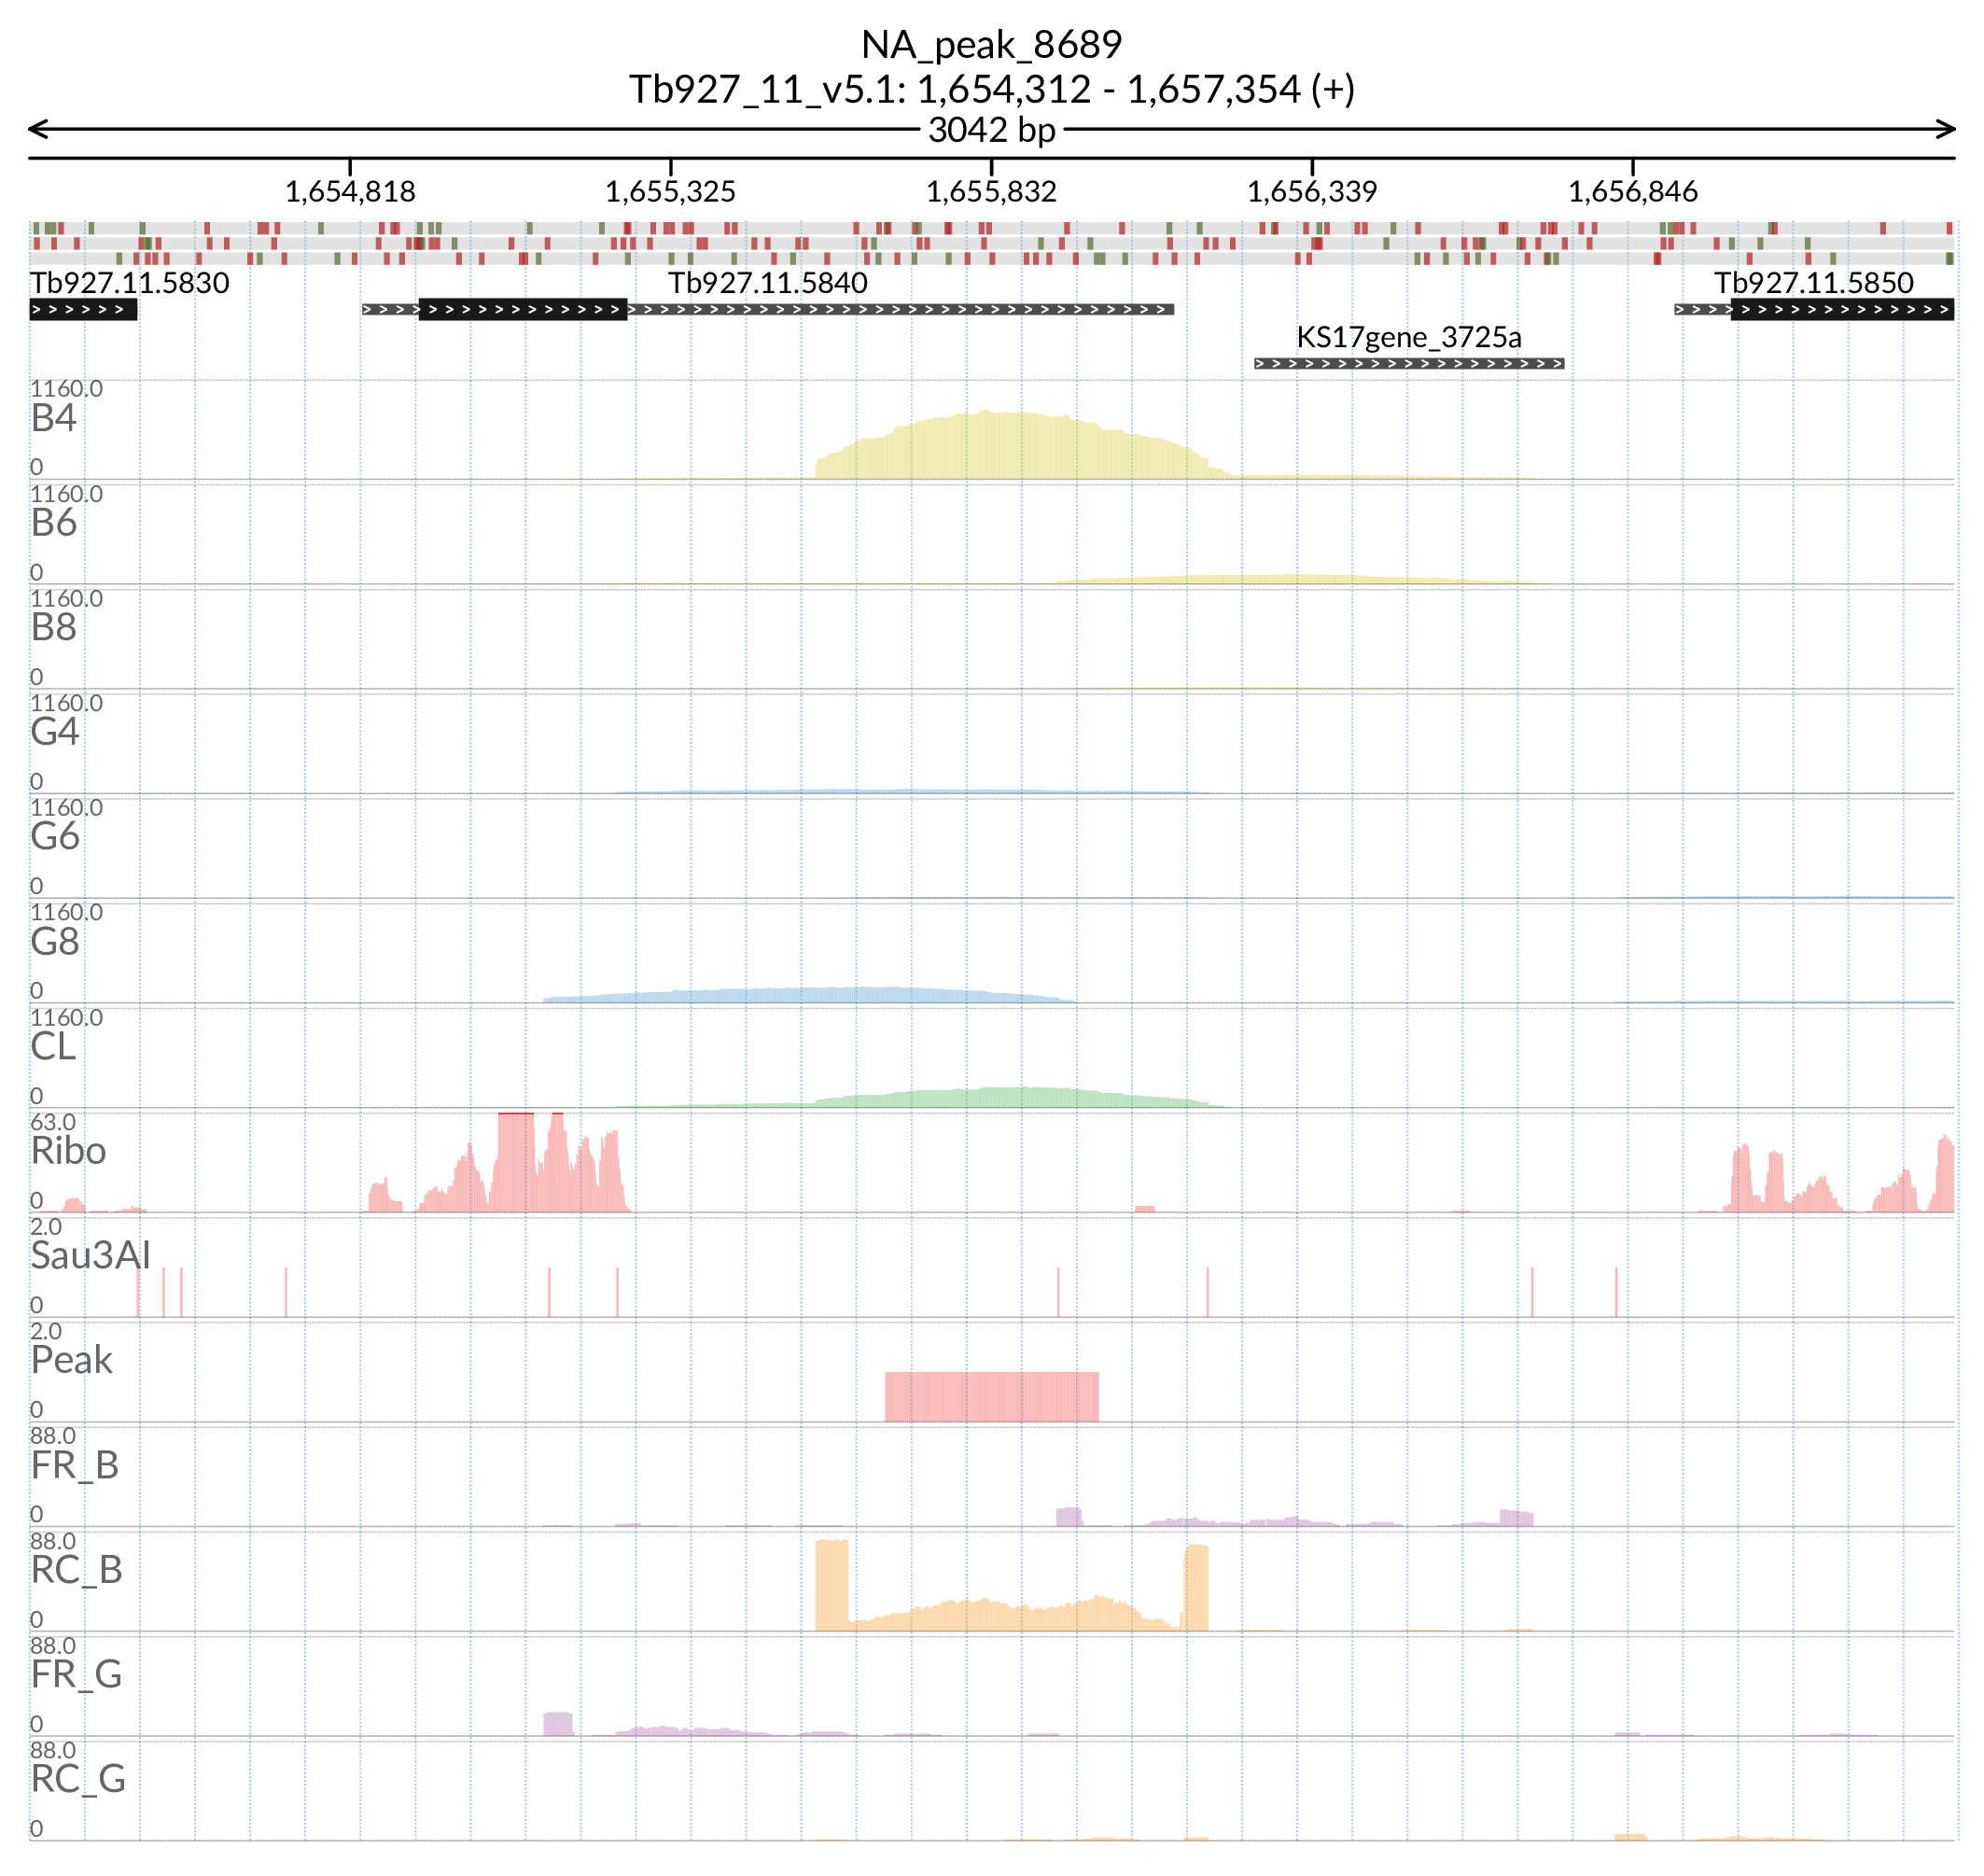 NA_peak_8689
Tb927_11_v5.1: 1,654,312 - 1,657,354 (+)
3042 bp
1,654,818 1,655,325 1,655,832 1,656,339 1,656,846
Tb927.11.5830 Tb927.11.5840 Tb927.11.5850
KS17gene_3725a
1160.0
B4
0
1160.0
B6
0
1160.0
B8
0
1160.0
G4
0
1160.0
G6
0
1160.0
G8
0
1160.0
CL
0
63.0
Ribo
0
2.0
Sau3AI
0
2.0
Peak
0
88.0
FR_B
0
88.0
RC_B
0
88.0
FR_G
0
88.0
RC_G
0